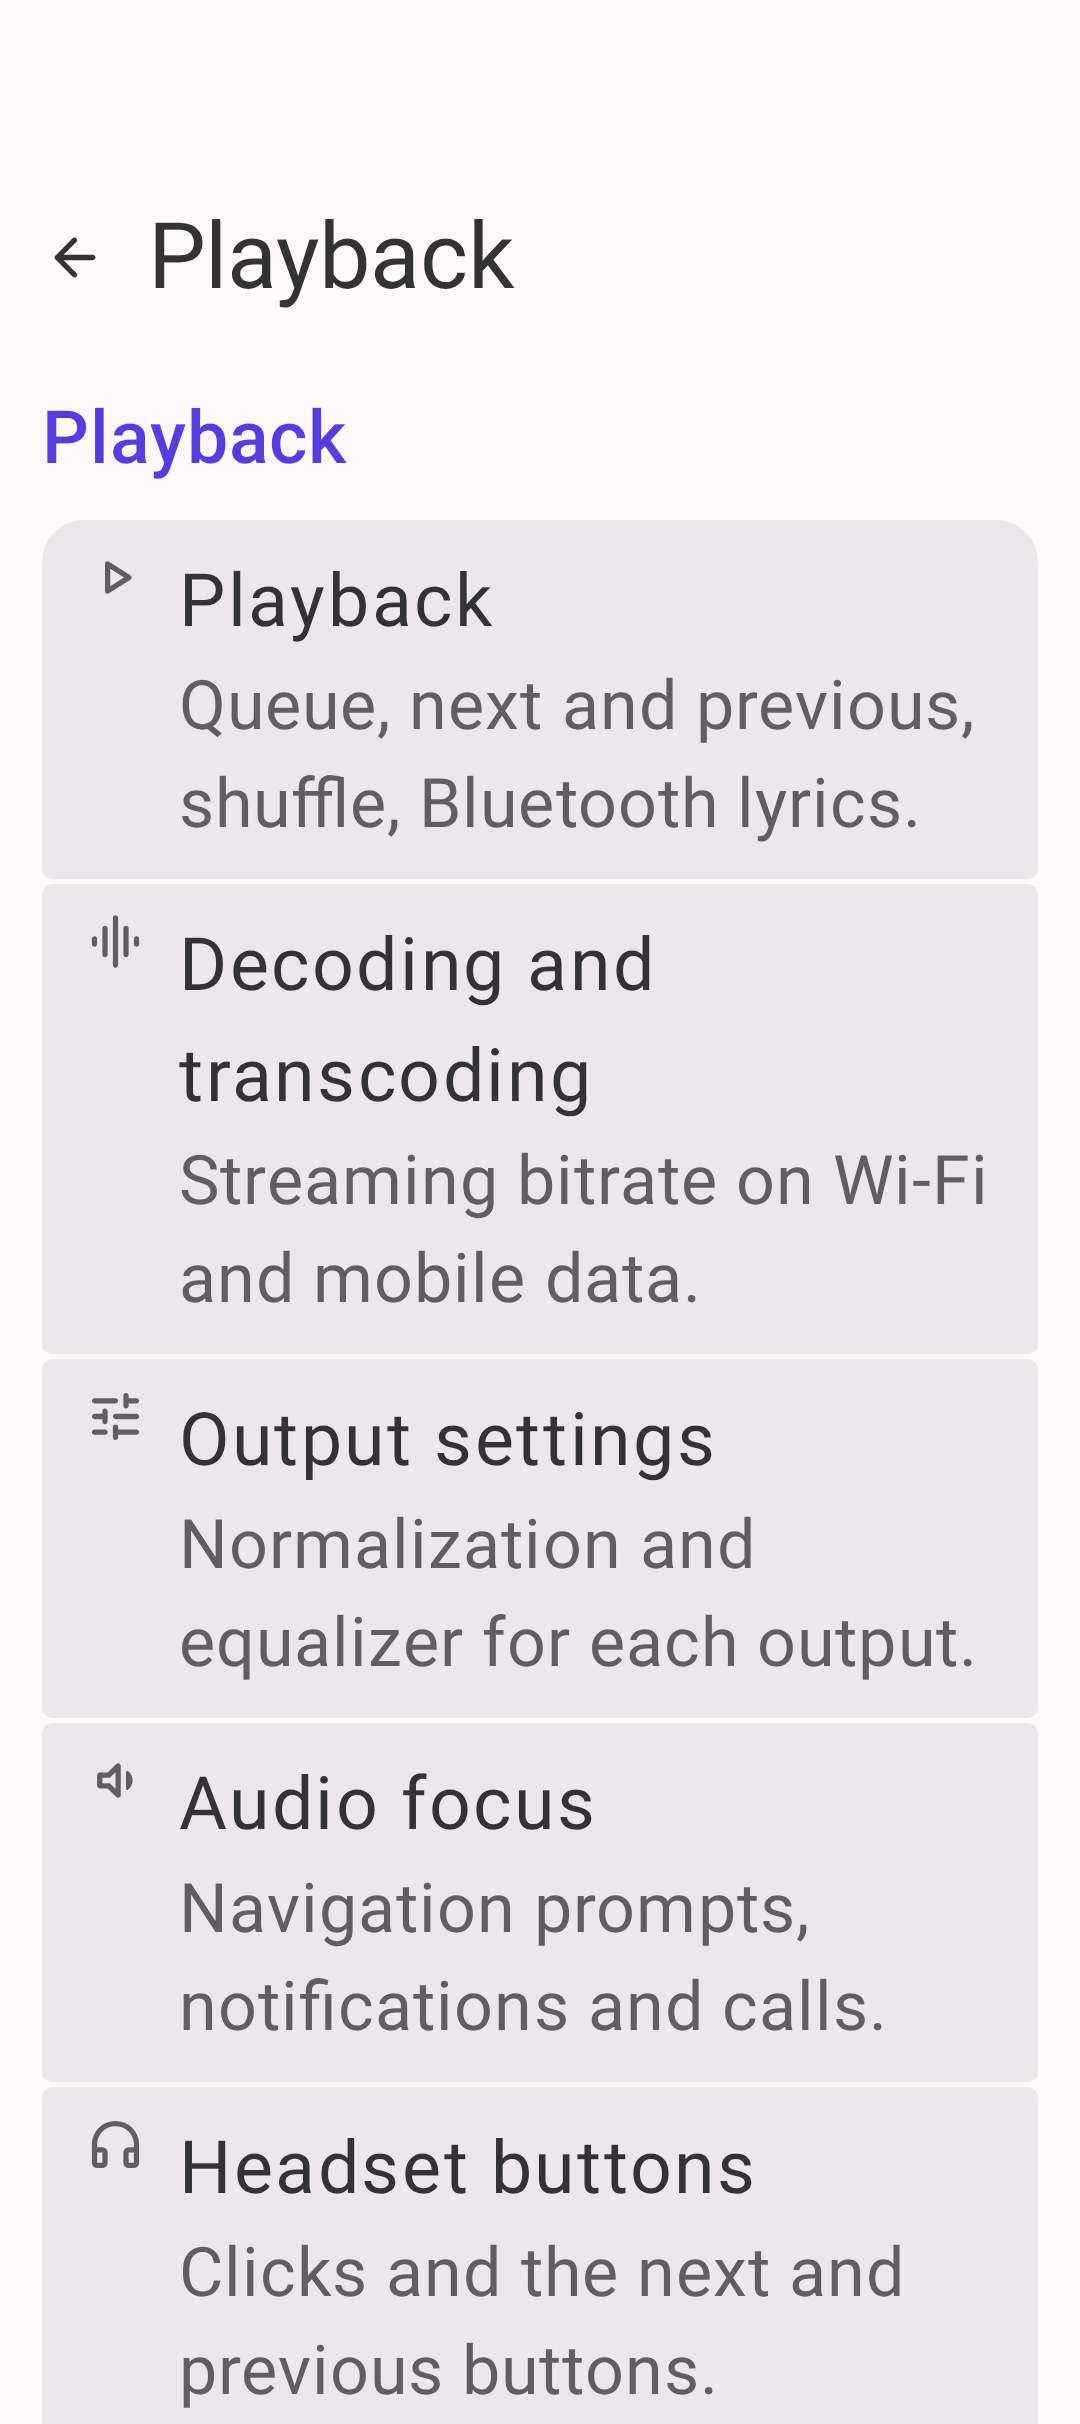 Playback
Playback
Playback
Queue, next and previous,
shuffle, Bluetooth lyrics.
Decoding and
transcoding
Streaming bitrate on Wi-Fi
and mobile data.
Output settings
Normalization and
equalizer for each output.
Audio focus
Navigation prompts,
notifications and calls.
Headset buttons
Clicks and the next and
previous buttons.